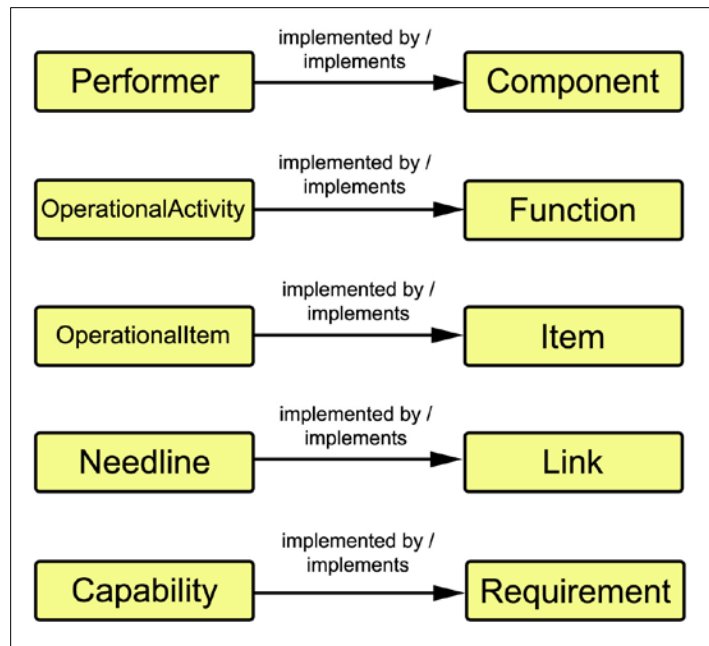 implemented by /
implements
Performer
Component
implemented by /
implements
OperationalActivity
Function
implemented by /
implements
OperationalItem
Item
implemented by /
implements
Needline
Link
implemented by /
implements
Capability
Requirement